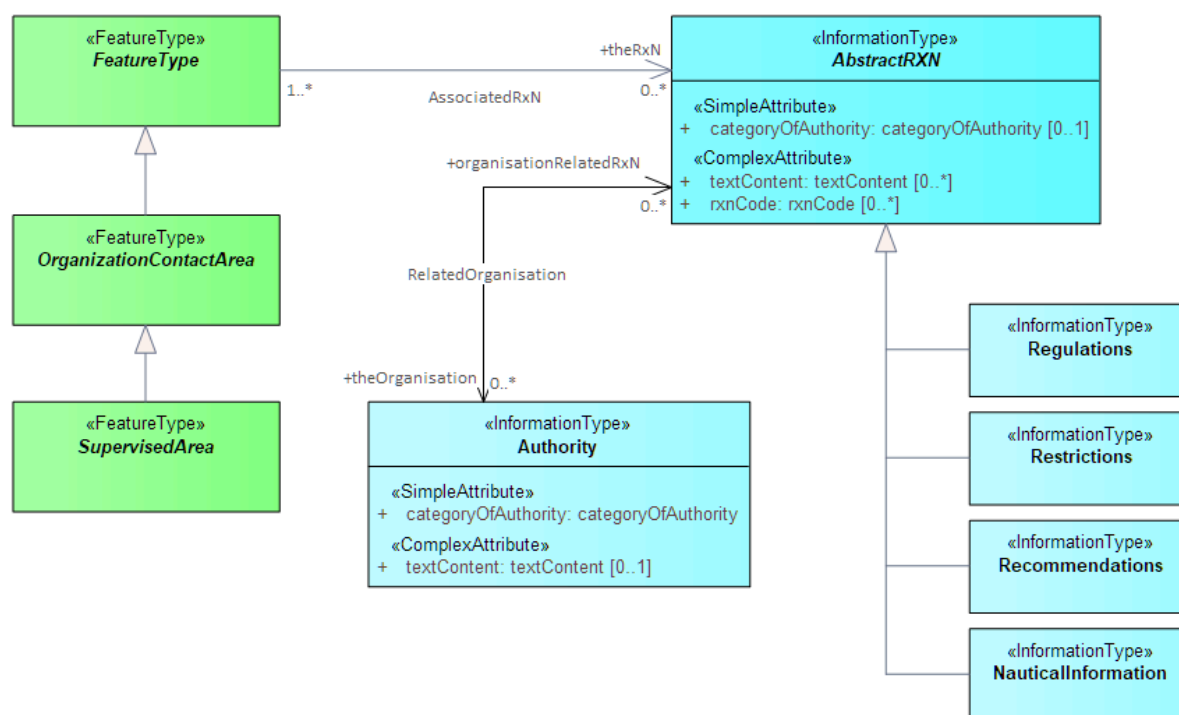 «FeatureType»
FeatureType
+theRxN
1..*
AssociatedRxN
0..*
«InformationType»
AbstractRXN
«SimpleAttribute»
+ categoryOfAuthority: categoryOfAuthority [0..1]
«ComplexAttribute»
+ textContent: textContent [0..*]
+ rxnCode: rxnCode [0..*]
+organisationRelatedRxN
0..*
«FeatureType»
OrganizationContactArea
RelatedOrganisation
«FeatureType»
SupervisedArea
+theOrganisation
0..*
«InformationType»
Authority
«SimpleAttribute»
+ categoryOfAuthority: categoryOfAuthority
«ComplexAttribute»
+ textContent: textContent [0..1]
«InformationType»
Regulations
«InformationType»
Restrictions
«InformationType»
Recommendations
«InformationType»
NauticalInformation